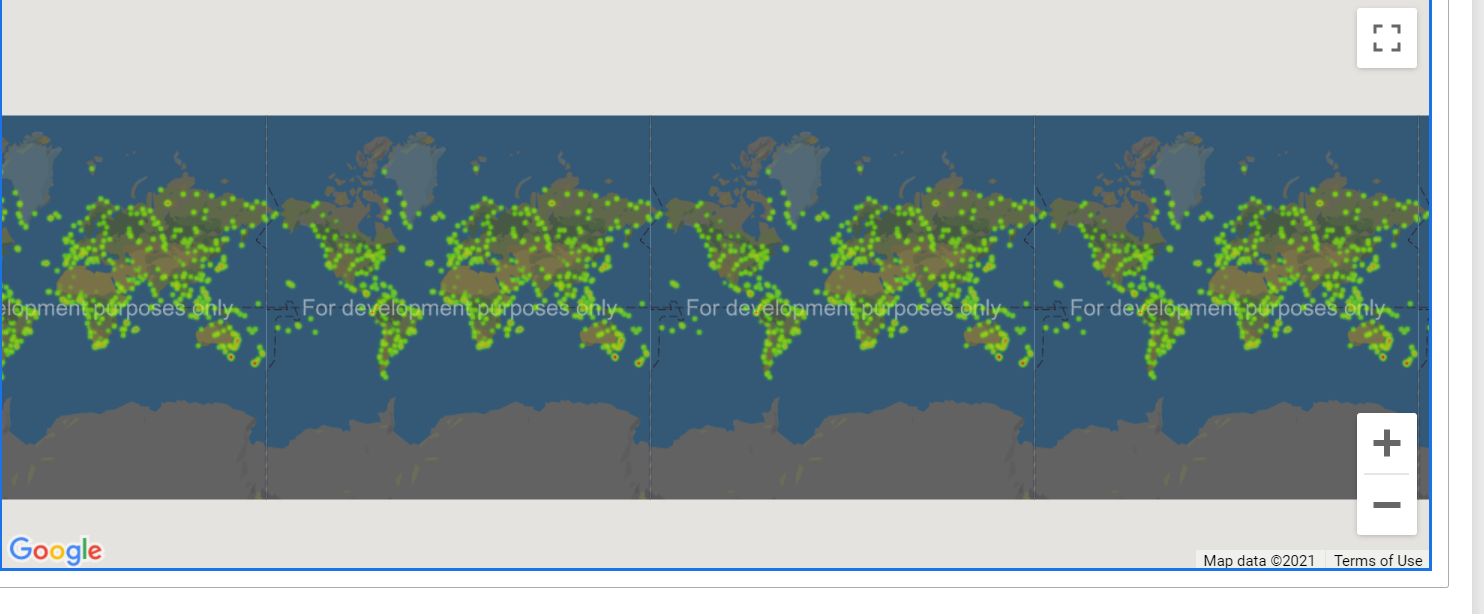 elopment purposes only
For development purposes only
For development purposes only
For development purposes only
Google
Map data ©2021
Terms of Use